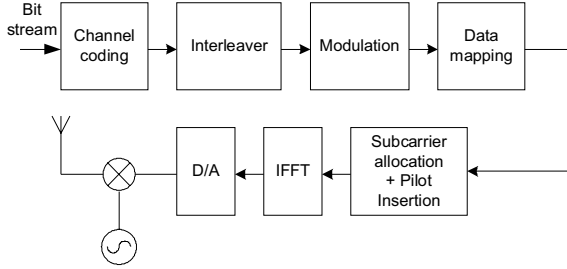 Bit
stream
Channel
coding
Interleaver
Modulation
Data
mapping
D/A
IFFT
Subcarrier
allocation
+ Pilot
Insertion